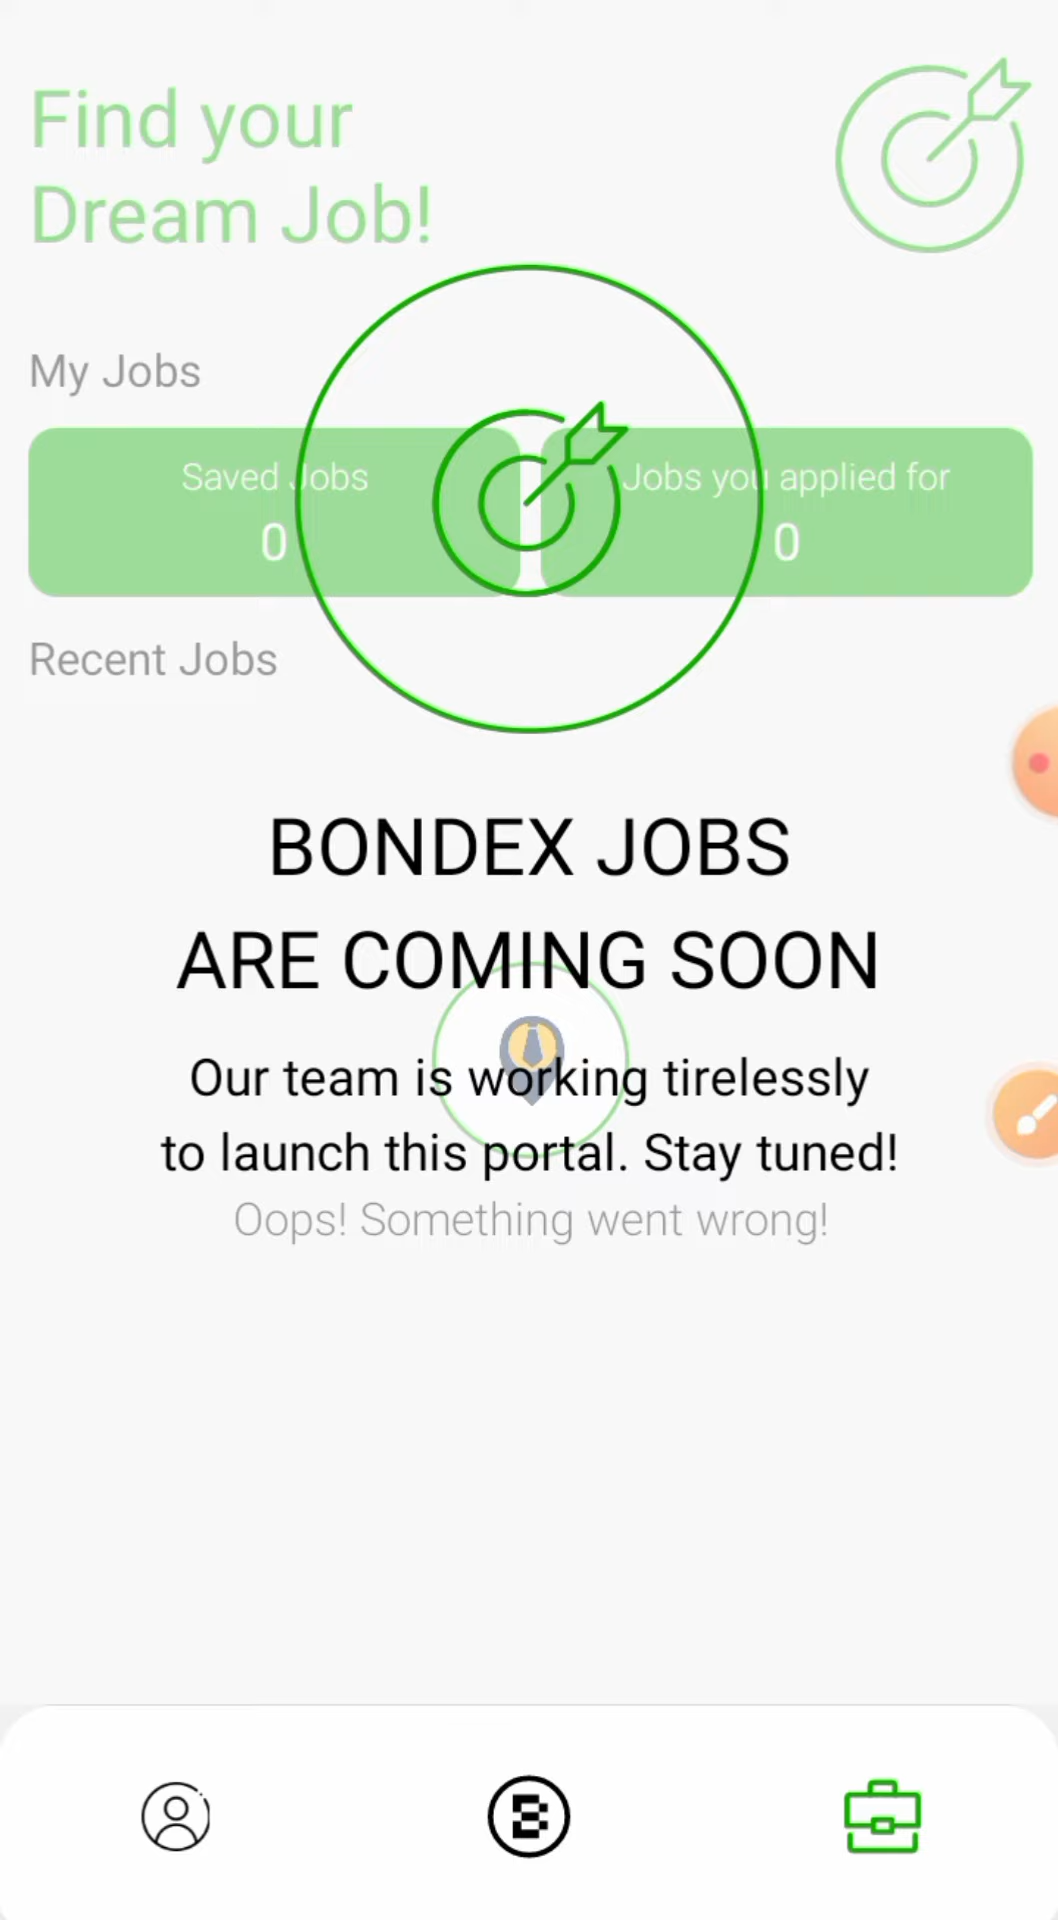 Find your
Dream Job!
My Jobs
Saved Jobs
Jobs you applied for
0
0
Recent Jobs
BONDEX JOBS
ARE COMING SOON
Our team is working tirelessly
to launch this portal. Stay tuned!
Oops! Something went wrong!
B